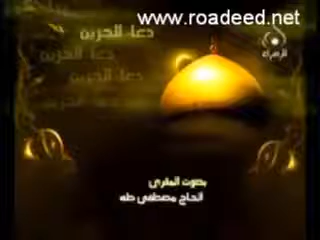 www.roadeed.net
دعاء الحزين
دعاء الحزين
دعاء الحزين
بصوت المقرئ
الحاج مصطفى طه